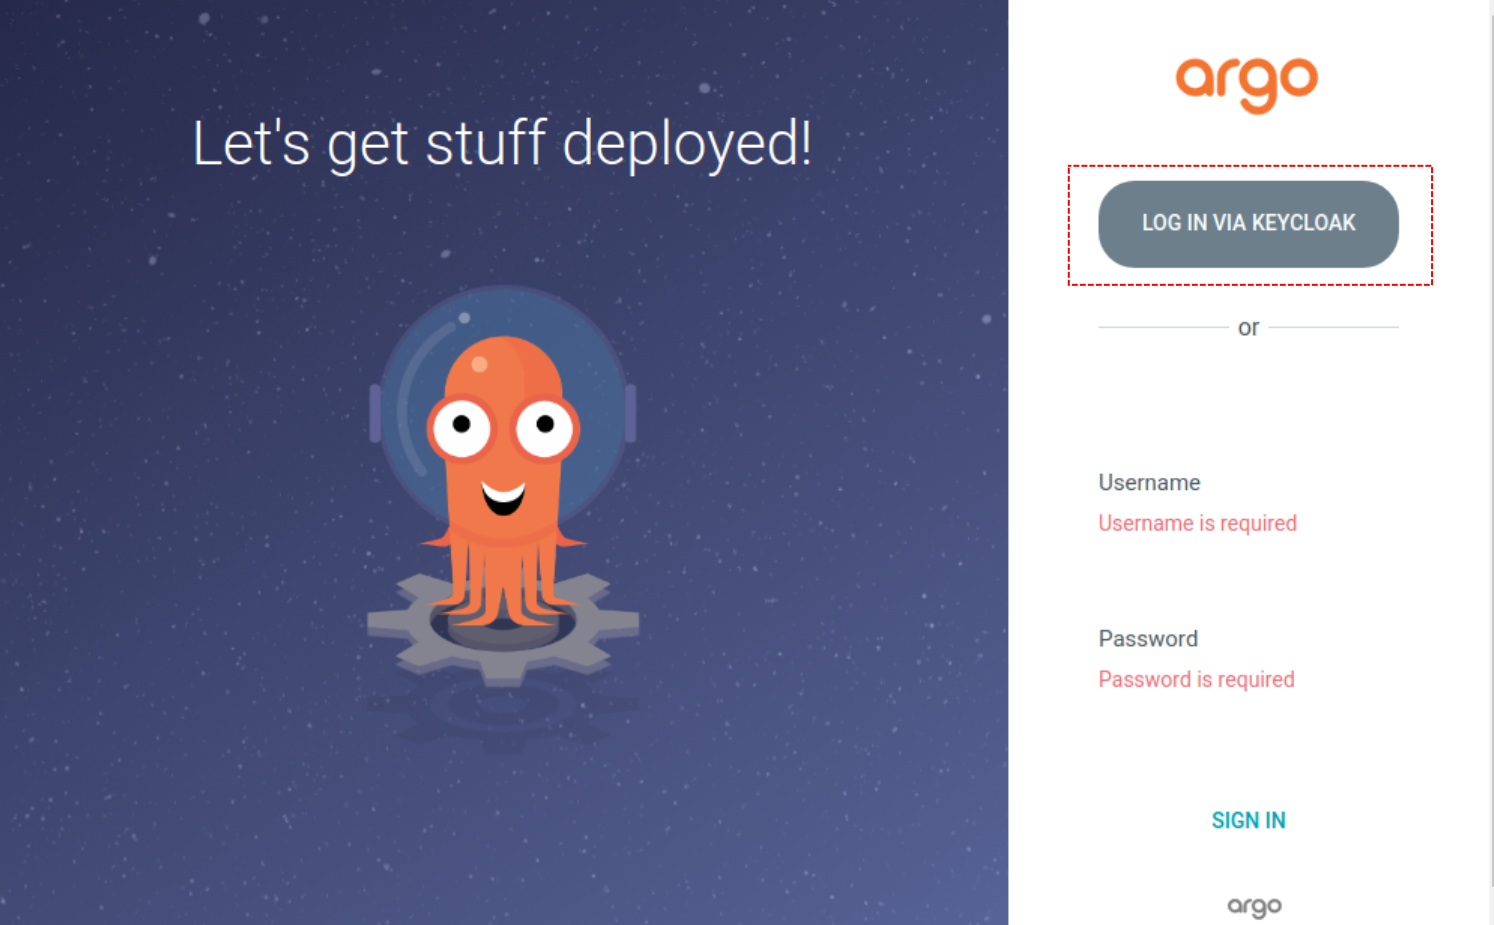 Let's get stuff deployed!
argo
LOG IN VIA KEYCLOAK
or
Username
Username is required
Password
Password is required
SIGN IN
argo